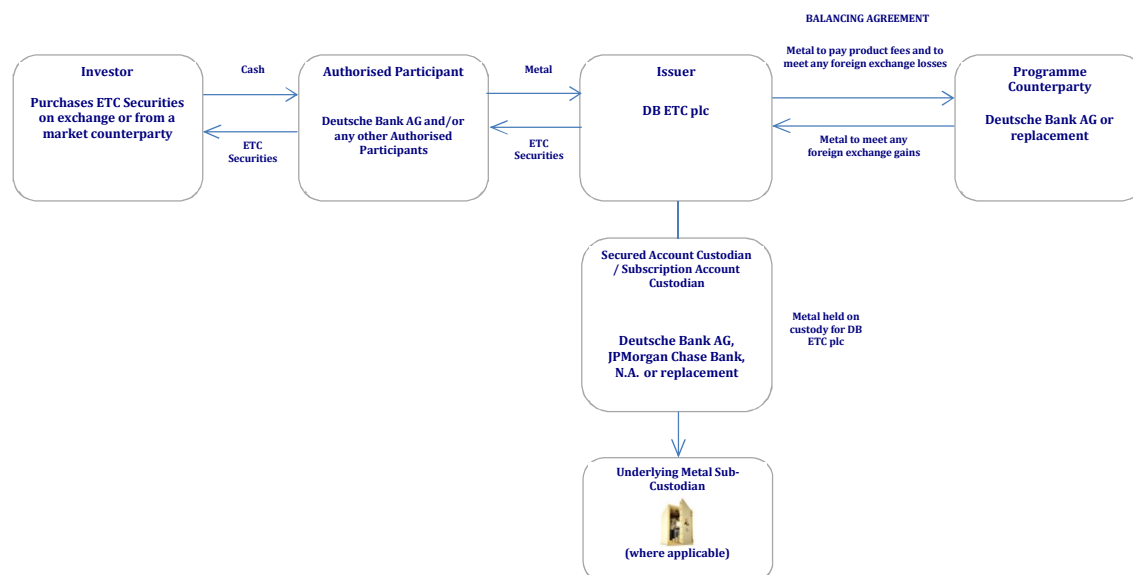 BALANCING AGREEMENT
Investor
Purchases ETC Securities
on exchange or from a
market counterparty
Cash
ETC
Securities
Authorised Participant
Deutsche Bank AG and/or
any other Authorised
Participants
Metal
ETC
Securities
Issuer
DB ETC plc
Metal to pay product fees and to
meet any foreign exchange losses
Metal to meet any
foreign exchange gains
Programme
Counterparty
Deutsche Bank AG or
replacement
Secured Account Custodian
/ Subscription Account
Custodian
Deutsche Bank AG,
JPMorgan Chase Bank,
N.A. or replacement
Metal held on
custody for DB
ETC plc
Underlying Metal Sub-
Custodian
(where applicable)